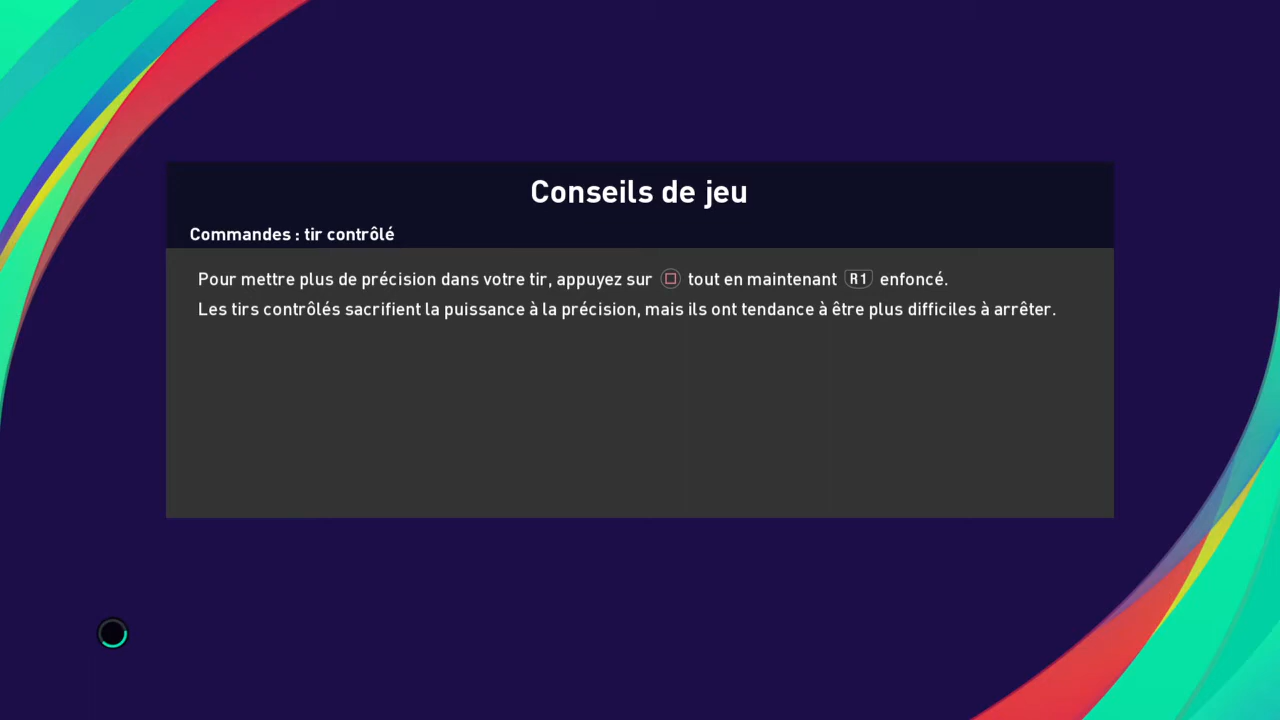 Conseils de jeu
Commandes : tir contrôlé
Pour mettre plus de précision dans votre tir, appuyez sur □ tout en maintenant R1 enfoncé.
Les tirs contrôlés sacrifient la puissance à la précision, mais ils ont tendance à être plus difficiles à arrêter.